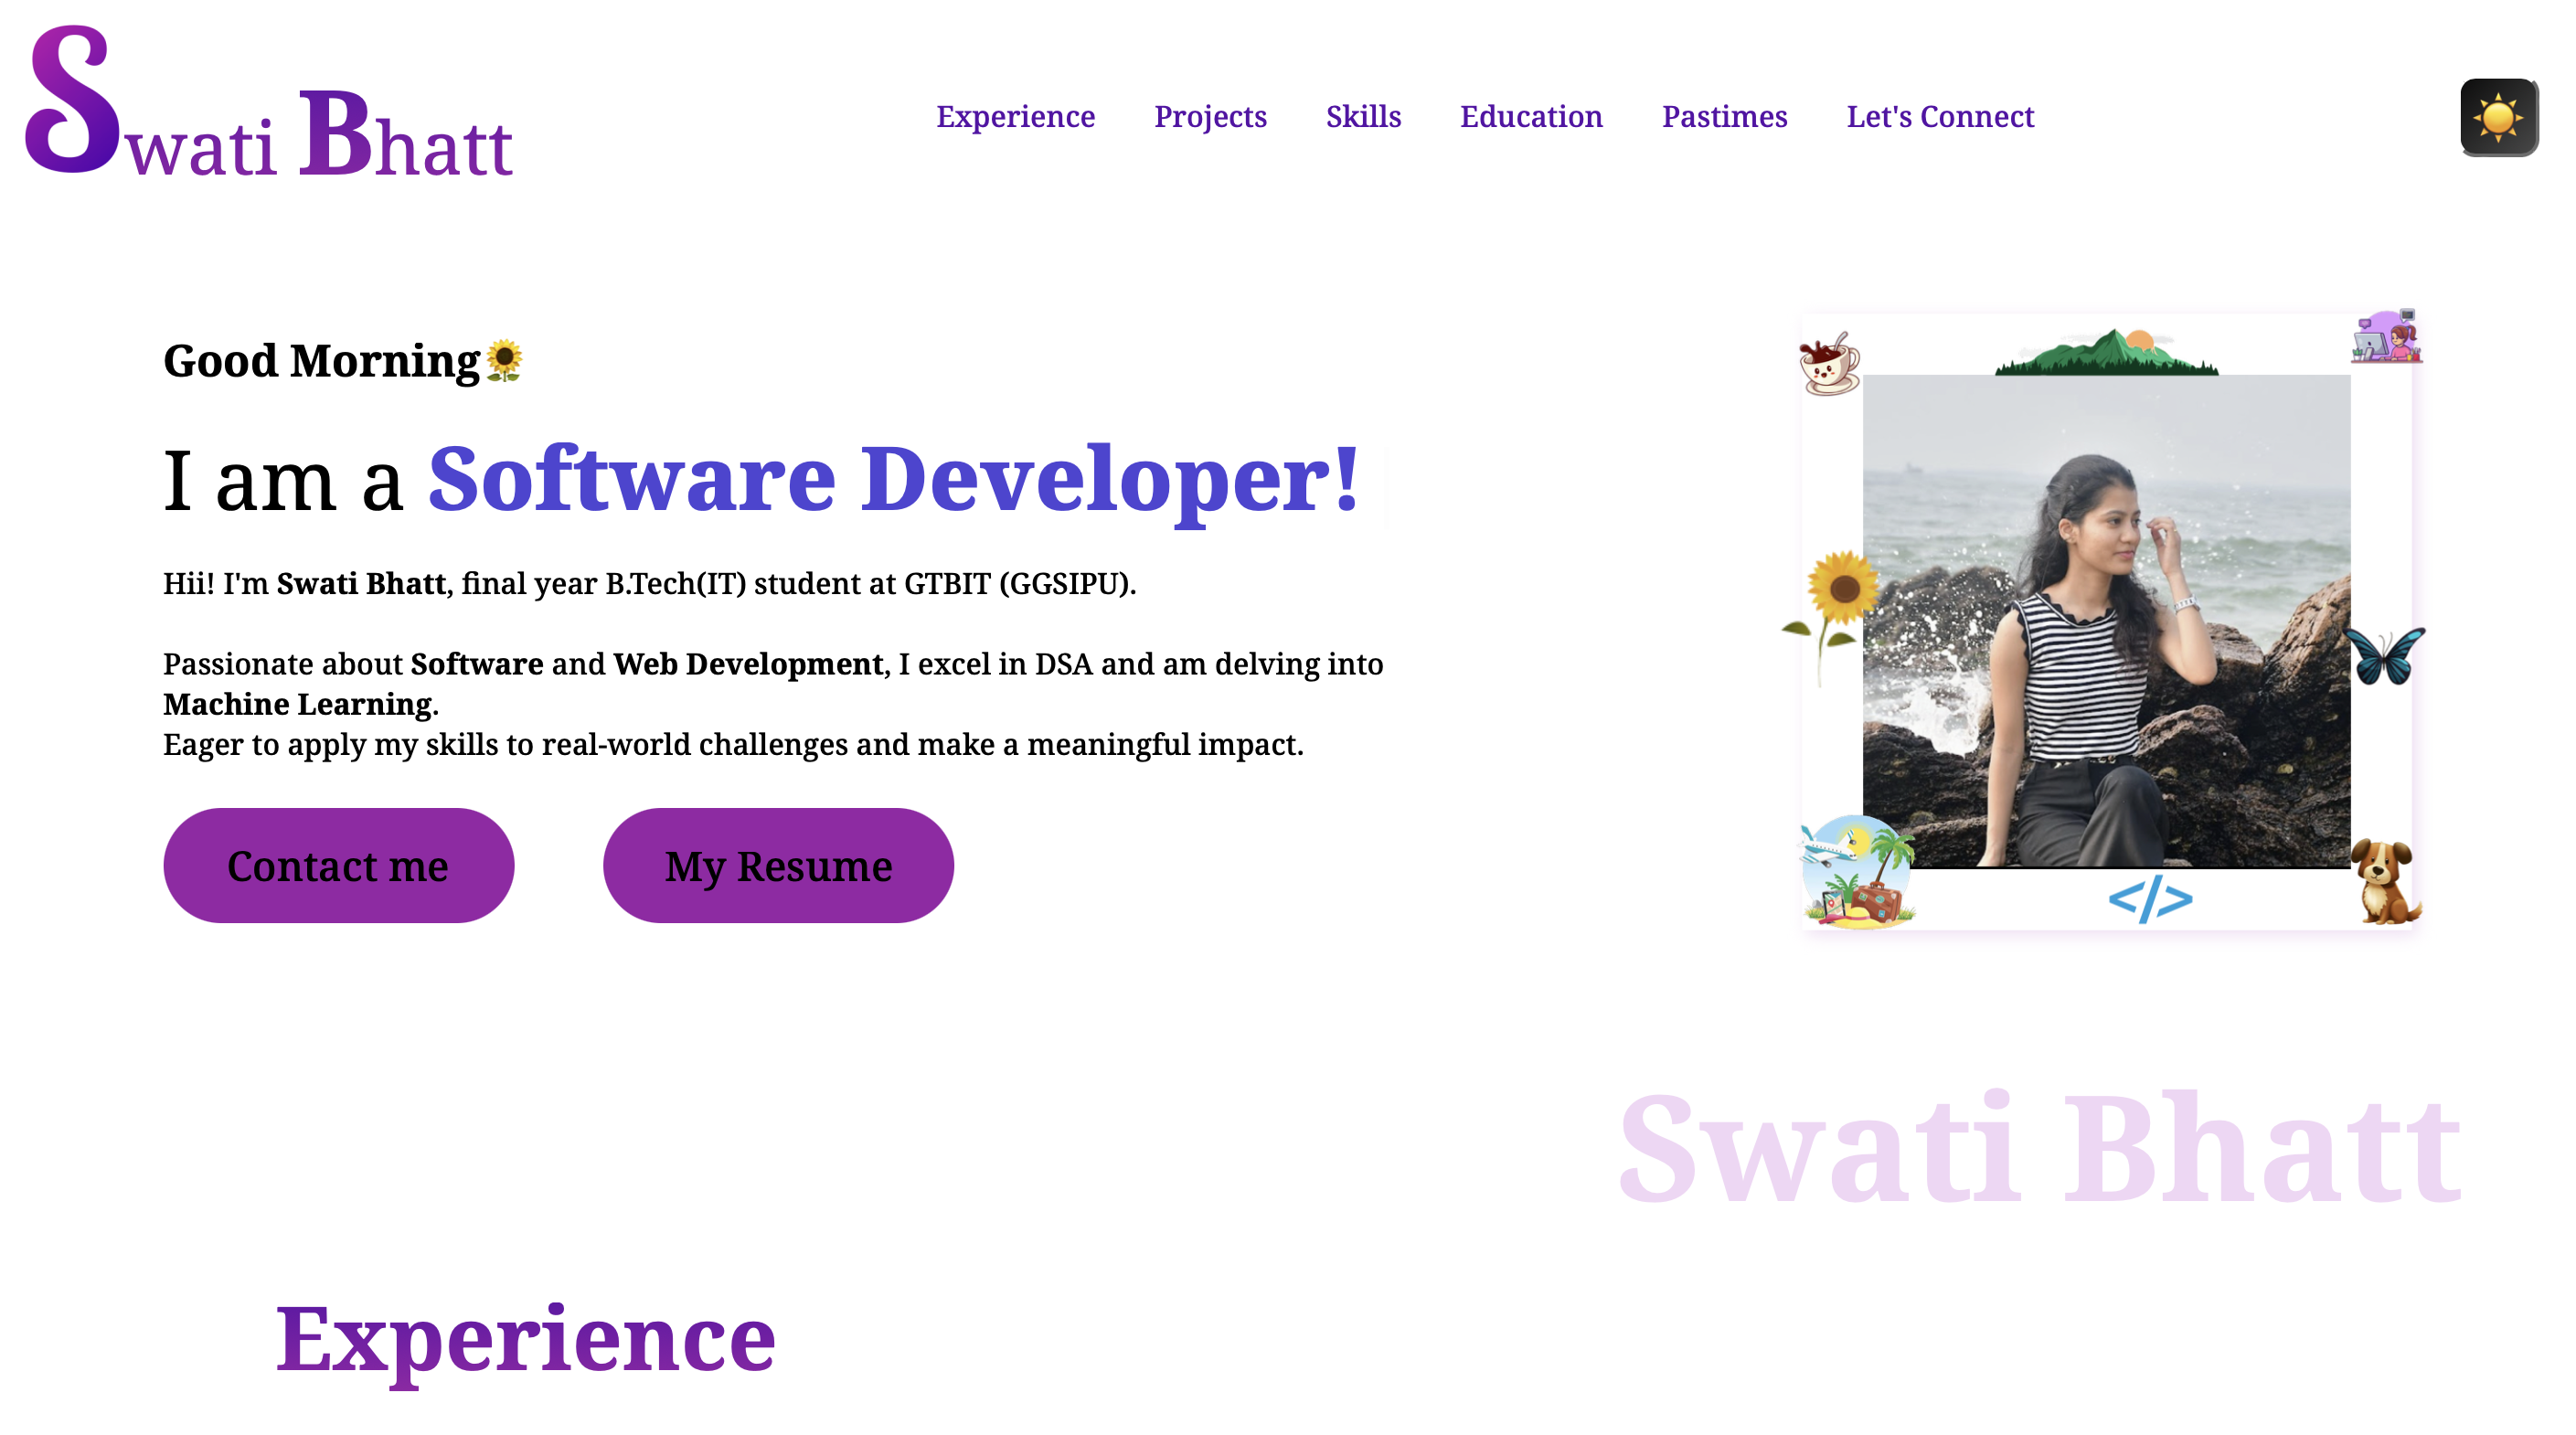 Swati Bhatt
Experience Projects Skills Education Pastimes Let's Connect
Good Morning🌻
I am a Software Developer!
Hii! I'm Swati Bhatt, final year B.Tech(IT) student at GTBIT (GGSIPU).
Passionate about Software and Web Development, I excel in DSA and am delving into
Machine Learning.
Eager to apply my skills to real-world challenges and make a meaningful impact.
Contact me My Resume
</>
Swati Bhatt
Experience